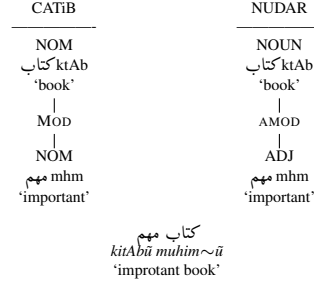 CATiB
NOM
ktAb كتاب
‘book’
MOD
NOM
mhm مهم
‘important’
NUDAR
NOUN
ktAb كتاب
‘book’
AMOD
ADJ
mhm مهم
‘important’
كتاب مهم
kitAbũ muhim~ũ
‘improtant book’